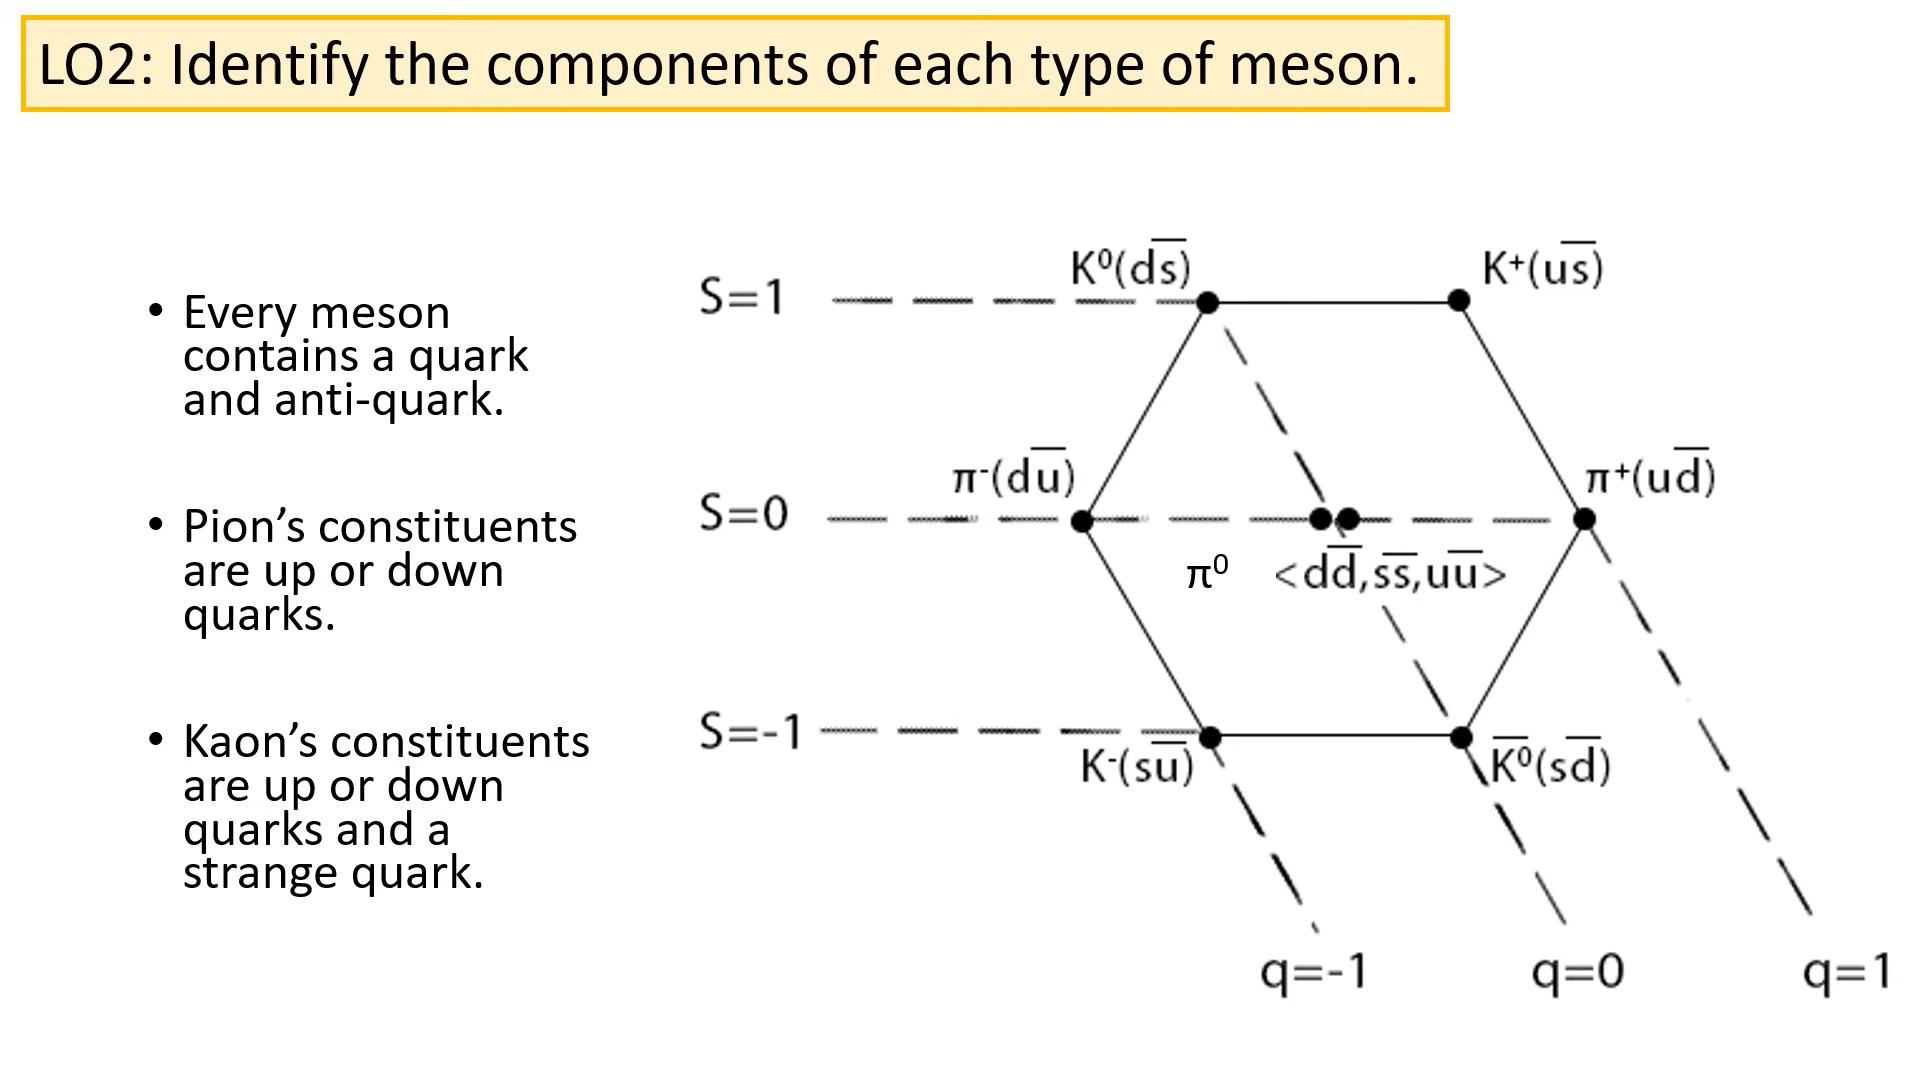 LO2: Identify the components of each type of meson.
• Every meson
contains a quark
and anti-quark.
• Pion’s constituents
are up or down
quarks.
• Kaon’s constituents
are up or down
quarks and a
strange quark.
S=1
K⁰(ds̅)
K⁺(us̅)
S=0
π⁻(du̅)
π⁺(ud̅)
π⁰ <dd̅,ss̅,uu̅>
S=-1
K⁻(su̅)
K̅⁰(sd̅)
q=-1
q=0
q=1